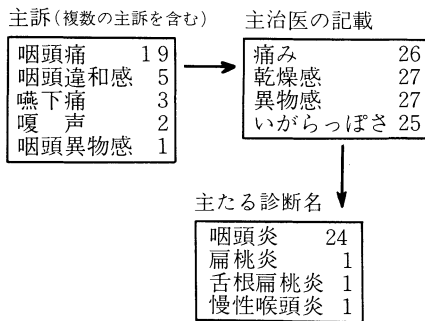 主訴(複数の主訴を含む)
咽頭痛 19
咽頭違和感 5
嚥下痛 3
嗄声 2
咽頭異物感 1
主治医の記載
痛み 26
乾燥感 27
異物感 27
いがらっぽさ 25
主たる診断名
咽頭炎 24
扁桃炎 1
舌根扁桃炎 1
慢性喉頭炎 1